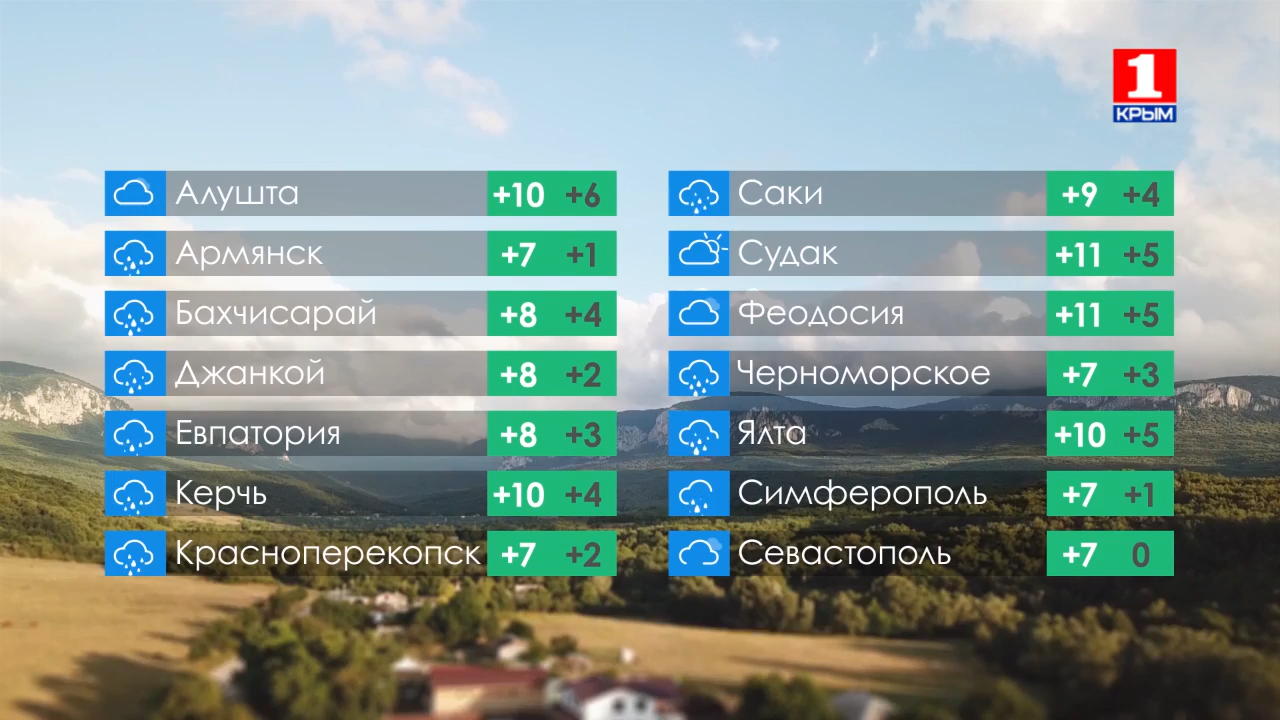 1
КРЫМ
Алушта +10 +6
Армянск +7 +1
Бахчисарай +8 +4
Джанкой +8 +2
Евпатория +8 +3
Керчь +10 +4
Красноперекопск +7 +2
Саки +9 +4
Судак +11 +5
Феодосия +11 +5
Черноморское +7 +3
Ялта +10 +5
Симферополь +7 +1
Севастополь +7 0